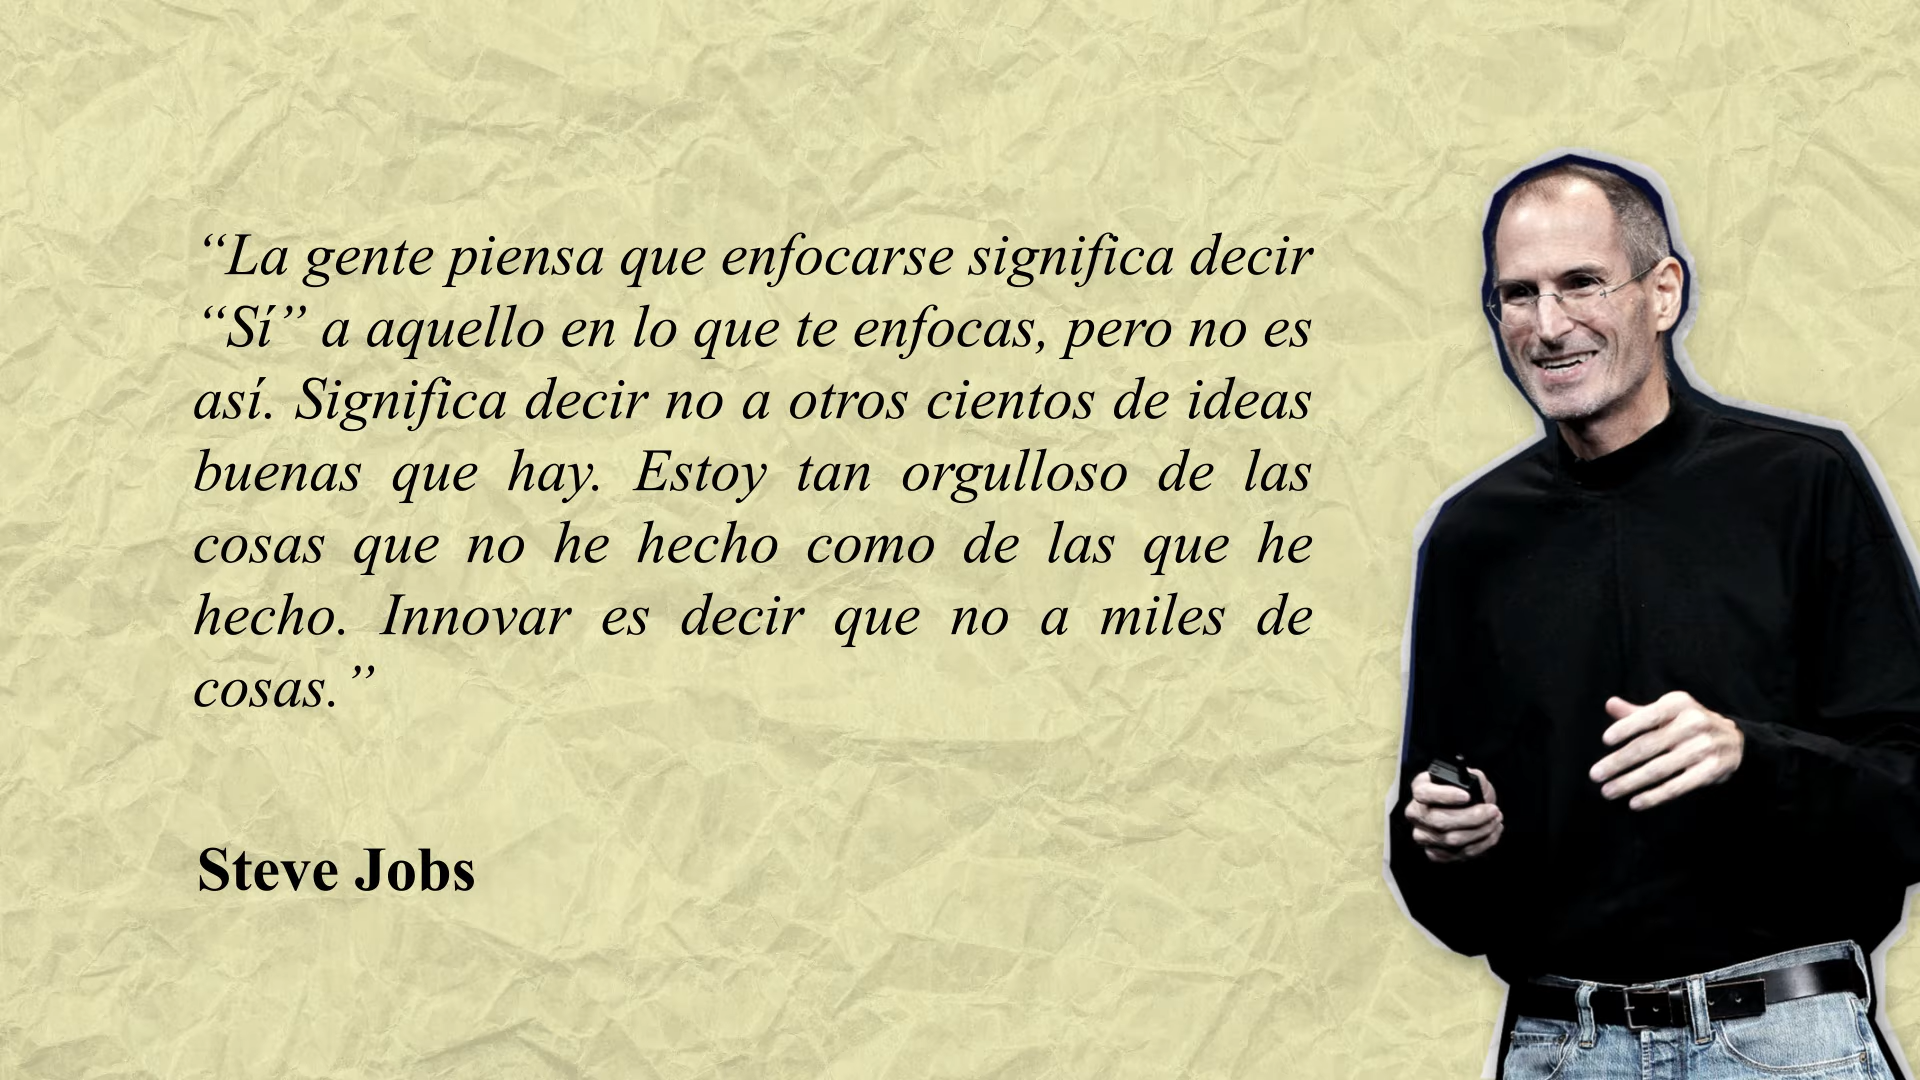 “La gente piensa que enfocarse significa decir
“Sí” a aquello en lo que te enfocas, pero no es
así. Significa decir no a otros cientos de ideas
buenas que hay. Estoy tan orgulloso de las
cosas que no he hecho como de las que he
hecho. Innovar es decir que no a miles de
cosas.”
Steve Jobs